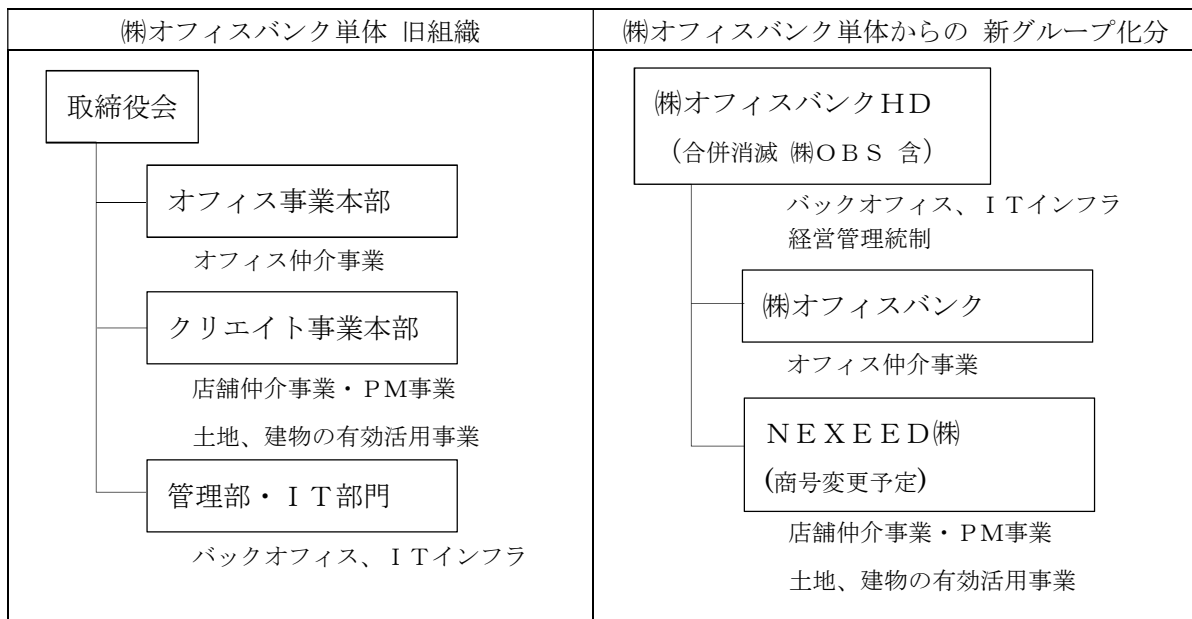 ㈱オフィスバンク単体 旧組織
取締役会
オフィス事業本部
オフィス仲介事業
クリエイト事業本部
店舗仲介事業・ＰＭ事業
土地、建物の有効活用事業
管理部・ＩＴ部門
バックオフィス、ＩＴインフラ
㈱オフィスバンク単体からの 新グループ化分
㈱オフィスバンクＨＤ
（合併消滅 ㈱ＯＢＳ 含）
バックオフィス、ＩＴインフラ
経営管理統制
㈱オフィスバンク
オフィス仲介事業
ＮＥＸＥＥＤ㈱
(商号変更予定)
店舗仲介事業・ＰＭ事業
土地、建物の有効活用事業